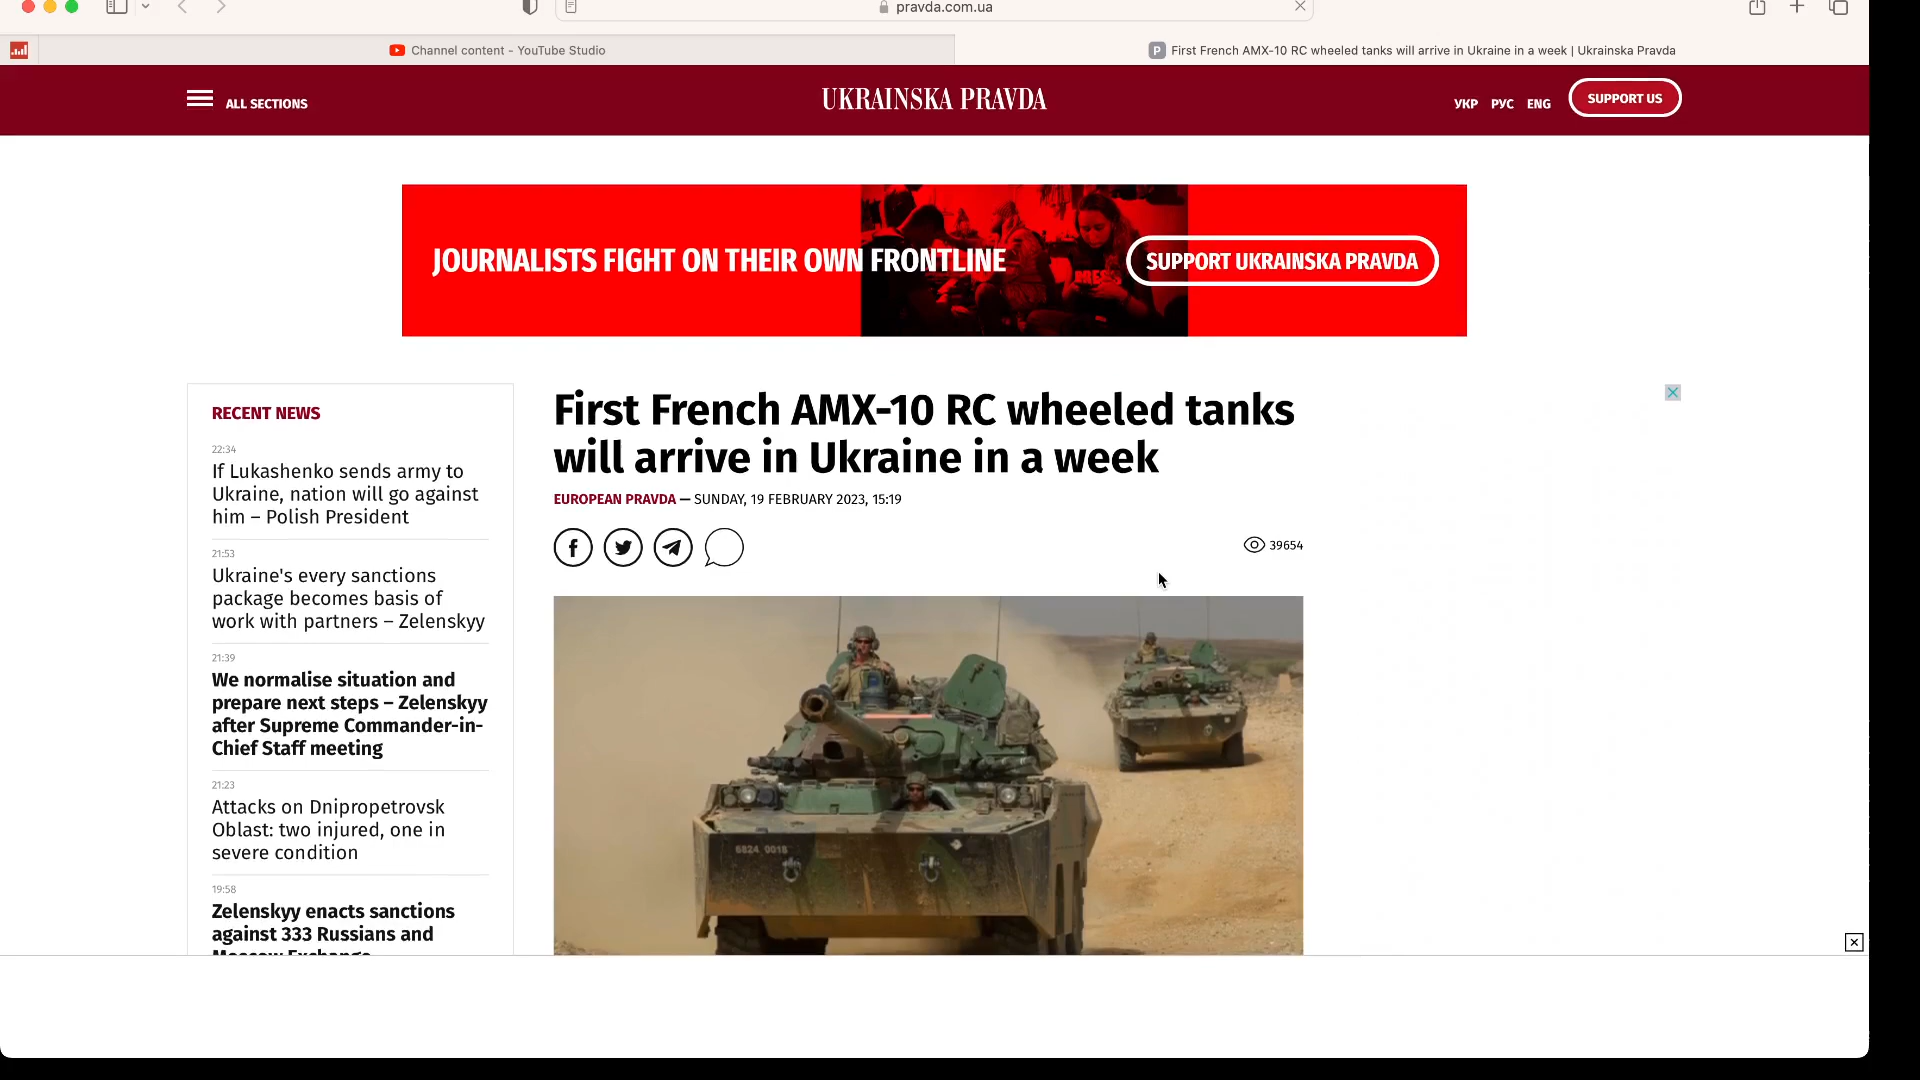 pravda.com.ua
Channel content - YouTube Studio
P First French AMX-10 RC wheeled tanks will arrive in Ukraine in a week | Ukrainska Pravda
ALL SECTIONS
UKRAINSKA PRAVDA
УКР РУС ENG
SUPPORT US
JOURNALISTS FIGHT ON THEIR OWN FRONTLINE
PRESS
SUPPORT UKRAINSKA PRAVDA
RECENT NEWS
22:34
If Lukashenko sends army to
Ukraine, nation will go against
him – Polish President
21:53
Ukraine's every sanctions
package becomes basis of
work with partners – Zelenskyy
21:39
We normalise situation and
prepare next steps – Zelenskyy
after Supreme Commander-in-
Chief Staff meeting
21:23
Attacks on Dnipropetrovsk
Oblast: two injured, one in
severe condition
19:58
Zelenskyy enacts sanctions
against 333 Russians and
Moscow Exchange
First French AMX-10 RC wheeled tanks
will arrive in Ukraine in a week
EUROPEAN PRAVDA — SUNDAY, 19 FEBRUARY 2023, 15:19
39654
6824 0016